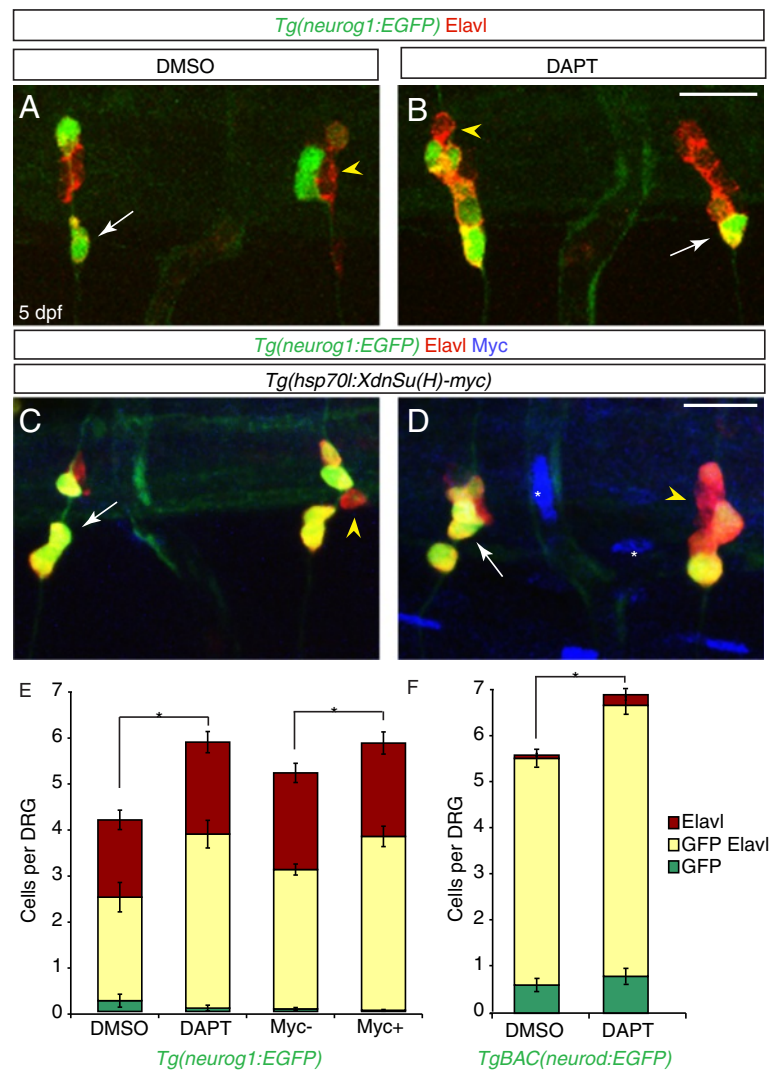 Tg(neurog1:EGFP) Elavl
DMSO
DAPT
A
B
5 dpf
Tg(neurog1:EGFP) Elavl Myc
Tg(hsp70l:XdnSu(H)-myc)
C
D
*
*
E
F
7
6
5
4
3
2
1
0
Cells per DRG
*
*
DMSO DAPT Myc- Myc+
Tg(neurog1:EGFP)
7
6
5
4
3
2
1
0
Cells per DRG
*
DMSO DAPT
TgBAC(neurod:EGFP)
Elavl
GFP Elavl
GFP